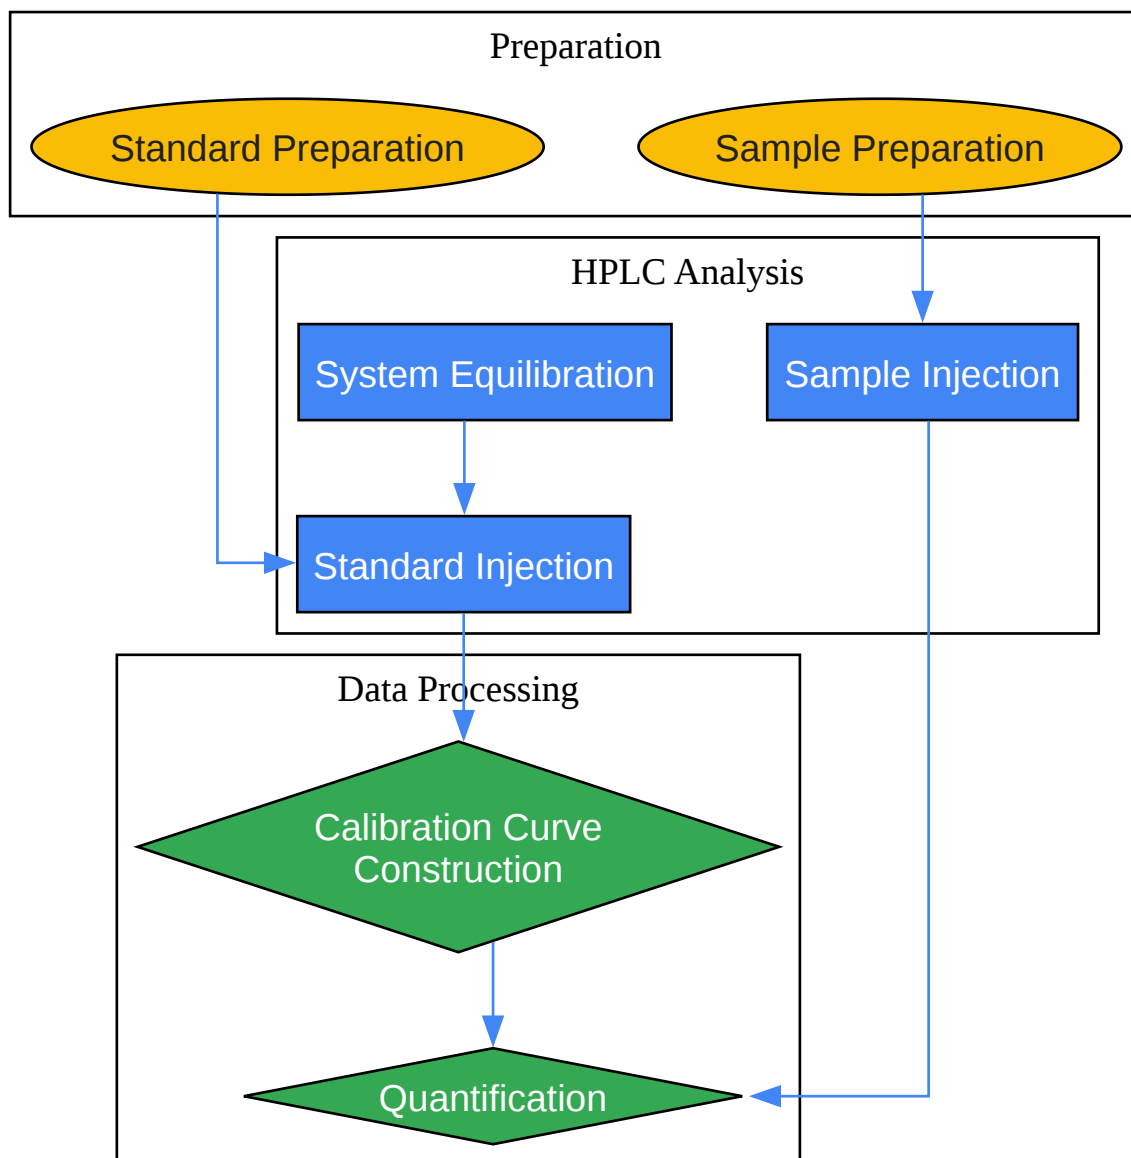 Preparation
Standard Preparation
Sample Preparation
HPLC Analysis
System Equilibration
Sample Injection
Standard Injection
Data Processing
Calibration Curve
Construction
Quantification